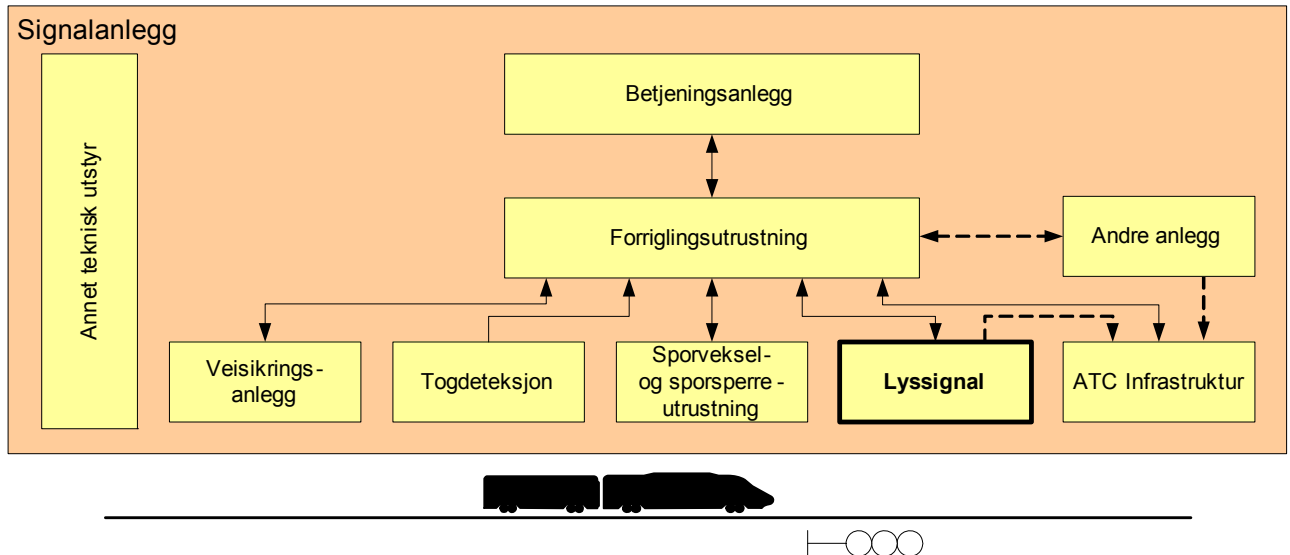 Signalanlegg
Annet teknisk utstyr
Betjeningsanlegg
Forriglingsutrustning
Andre anlegg
Veisikrings-
anlegg
Togdeteksjon
Sporveksel-
og sporsperre-
utrustning
Lyssignal
ATC Infrastruktur